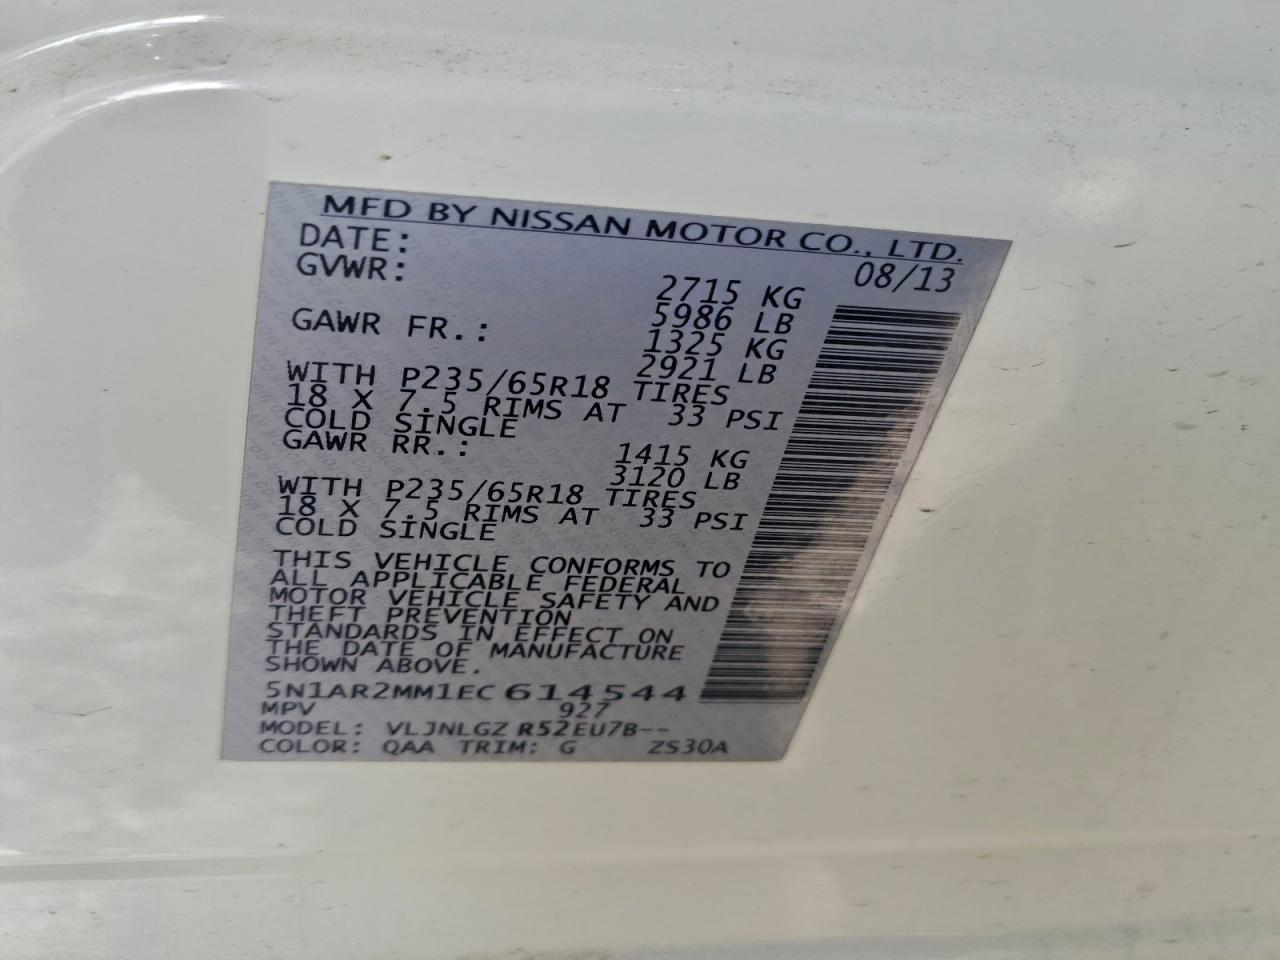 MFD BY NISSAN MOTOR CO., LTD.
DATE: 08/13
GVWR: 2715 KG
5986 LB
GAWR FR.: 1325 KG
2921 LB
WITH P235/65R18 TIRES
18 X 7.5 RIMS AT 33 PSI
COLD SINGLE
GAWR RR.: 1415 KG
3120 LB
WITH P235/65R18 TIRES
18 X 7.5 RIMS AT 33 PSI
COLD SINGLE
THIS VEHICLE CONFORMS TO
ALL APPLICABLE FEDERAL
MOTOR VEHICLE SAFETY AND
THEFT PREVENTION
STANDARDS IN EFFECT ON
THE DATE OF MANUFACTURE
SHOWN ABOVE.
5N1AR2MM1EC614544
MPV 927
MODEL: VLJNLGZ R52EU7B--
COLOR: QAA TRIM: G ZS30A